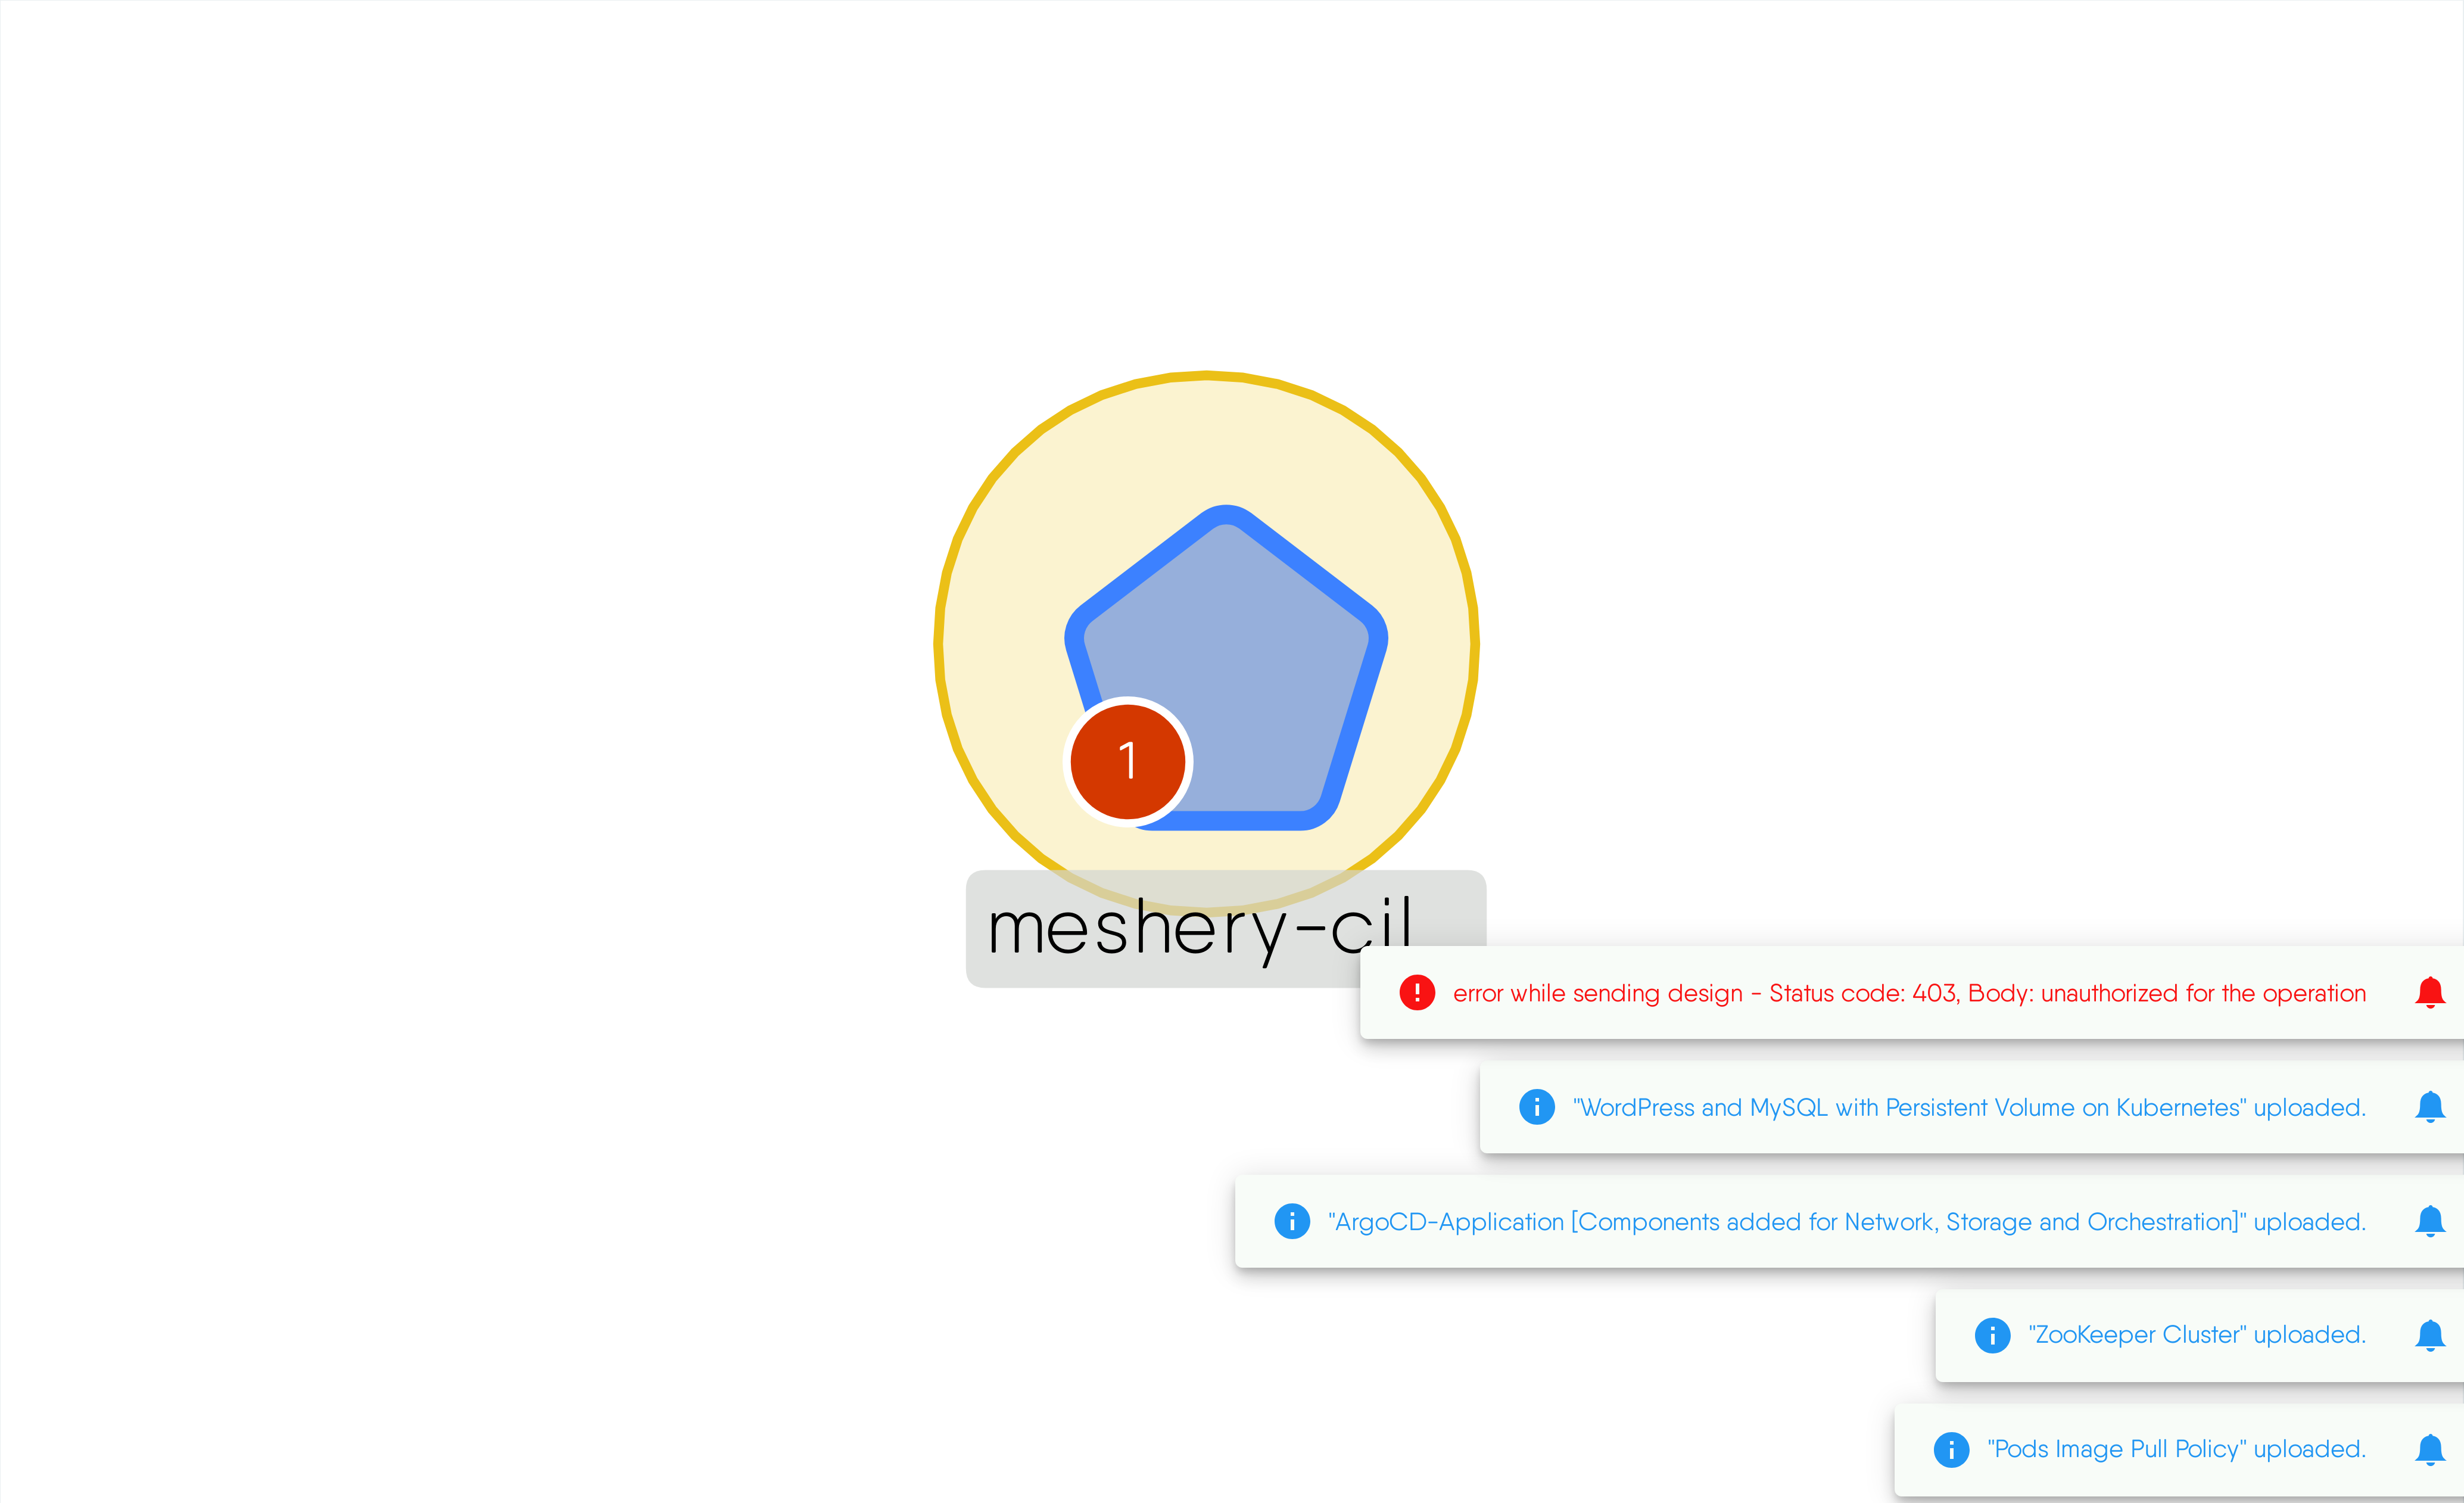 1
meshery-cil
error while sending design - Status code: 403, Body: unauthorized for the operation
"WordPress and MySQL with Persistent Volume on Kubernetes" uploaded.
"ArgoCD-Application [Components added for Network, Storage and Orchestration]" uploaded.
"ZooKeeper Cluster" uploaded.
"Pods Image Pull Policy" uploaded.